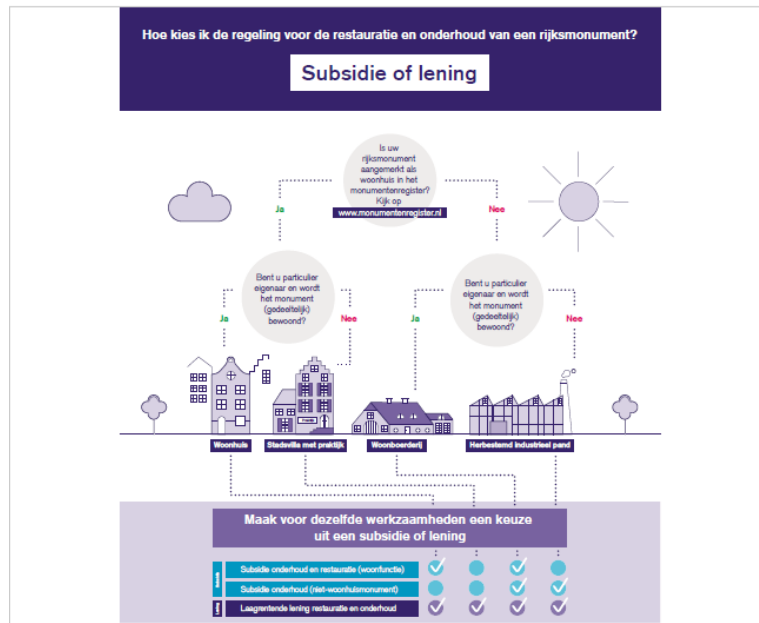 Hoe kies ik de regeling voor de restauratie en onderhoud van een rijksmonument?
Subsidie of lening
Is uw
rijksmonument
aangemerkt als
woonhuis in het
monumentenregister?
Kijk op
www.monumentenregister.nl
Ja
Nee
Bent u particulier
eigenaar en wordt
het monument
(gedeeltelijk)
bewoond?
Ja
Nee
Bent u particulier
eigenaar en wordt
het monument
(gedeeltelijk)
bewoond?
Ja
Nee
Woonhuis
Stadsvilla met praktijk
Woonboerderij
Herbestemd industrieel pand
Maak voor dezelfde werkzaamheden een keuze
uit een subsidie of lening
Subsidie
Subsidie onderhoud en restauratie (woonfunctie)
Subsidie onderhoud (niet-woonhuismonument)
Lening
Laagrentende lening restauratie en onderhoud